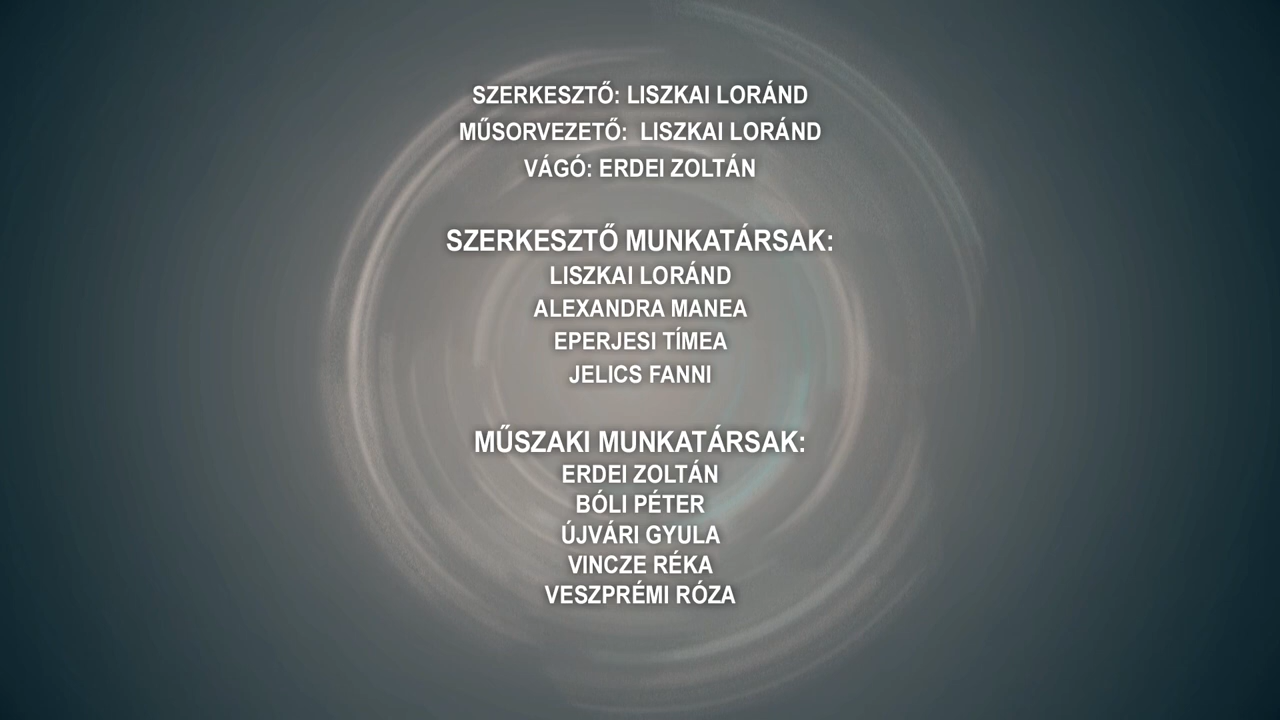 SZERKESZTŐ: LISZKAI LORÁND
MŰSORVEZETŐ: LISZKAI LORÁND
VÁGÓ: ERDEI ZOLTÁN
SZERKESZTŐ MUNKATÁRSAK:
LISZKAI LORÁND
ALEXANDRA MANEA
EPERJESI TÍMEA
JELICS FANNI
MŰSZAKI MUNKATÁRSAK:
ERDEI ZOLTÁN
BÓLI PÉTER
ÚJVÁRI GYULA
VINCZE RÉKA
VESZPRÉMI RÓZA